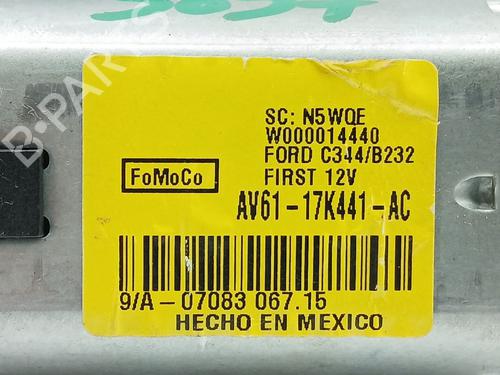 SC: N5WQE
W000014440
FORD C344/B232
FoMoCo
FIRST 12V
AV61-17K441-AC
9/A-07083 067.15
HECHO EN MEXICO
B-PARTS